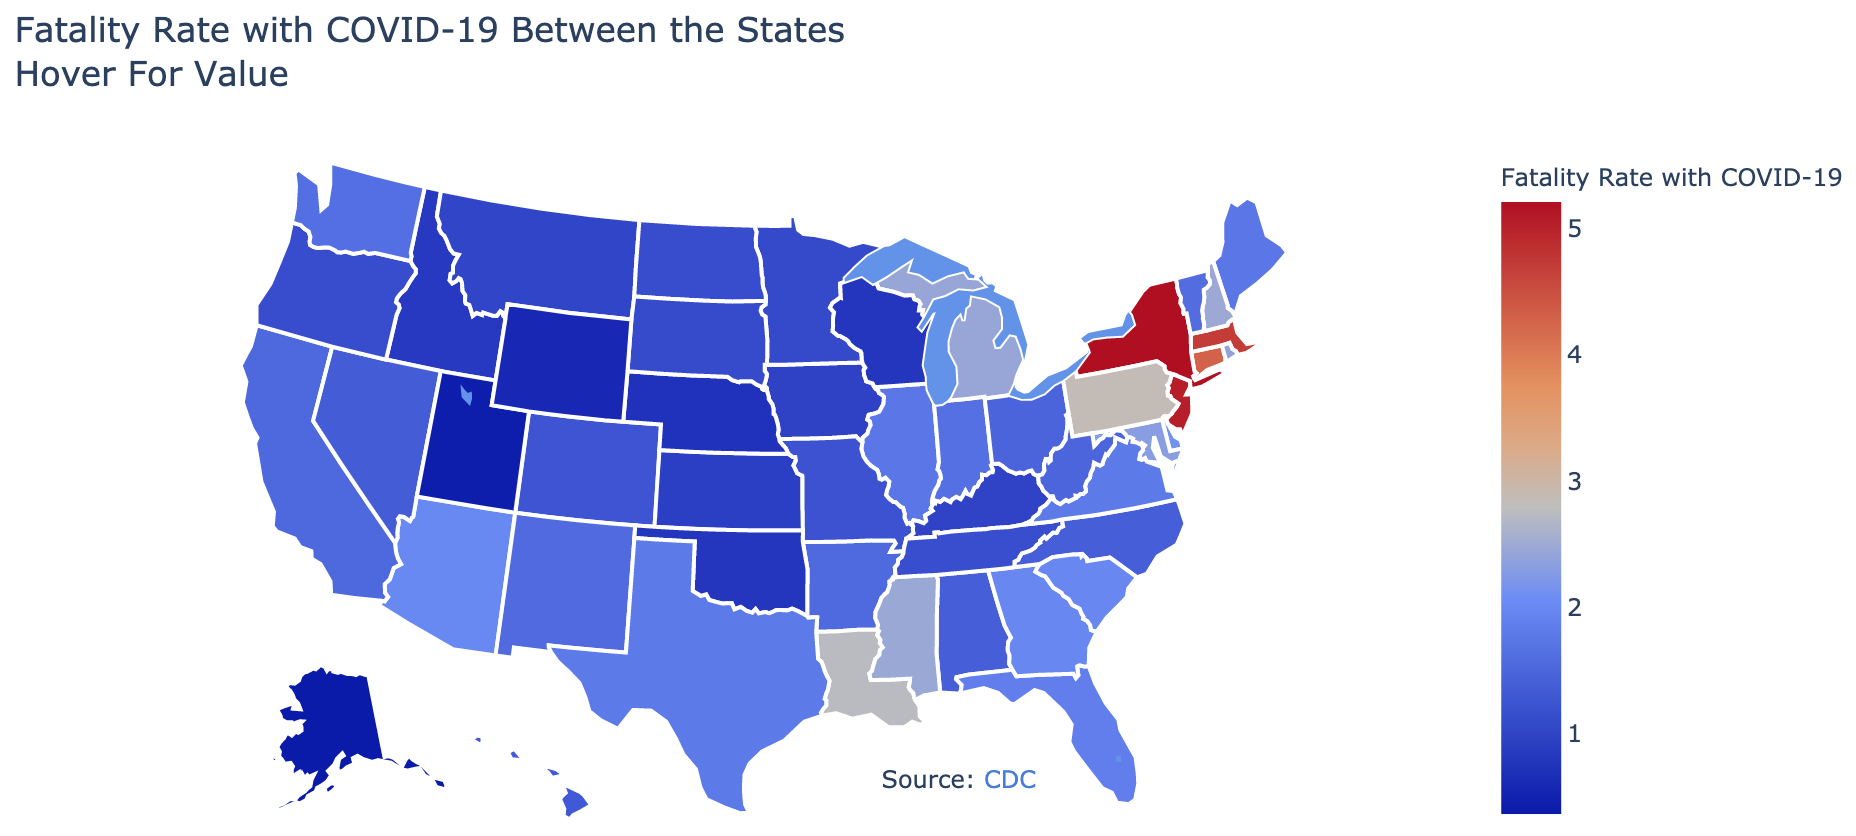 Fatality Rate with COVID-19 Between the States
Hover For Value
Fatality Rate with COVID-19
5
4
3
2
1
Source: CDC